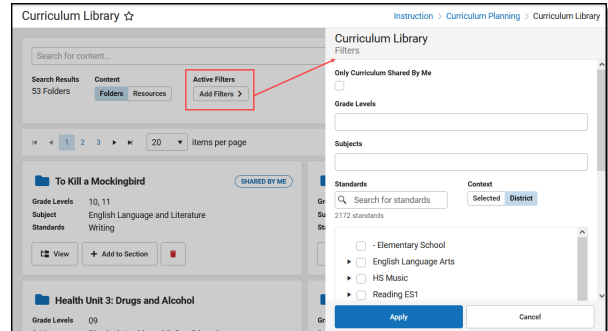 Curriculum Library
Instruction > Curriculum Planning > Curriculum Library
Search for content...
Search Results
53 Folders
Content
Folders Resources
Active Filters
Add Filters >
1 2 3 20 items per page
To Kill a Mockingbird
SHARED BY ME
Grade Levels 10, 11
Subject English Language and Literature
Standards Writing
View + Add to Section
Health Unit 3: Drugs and Alcohol
Grade Levels 09
Curriculum Library
Filters
Only Curriculum Shared By Me
Grade Levels
Subjects
Standards
Search for standards
2172 standards
Context
Selected District
- Elementary School
English Language Arts
HS Music
Reading ES1
Apply Cancel